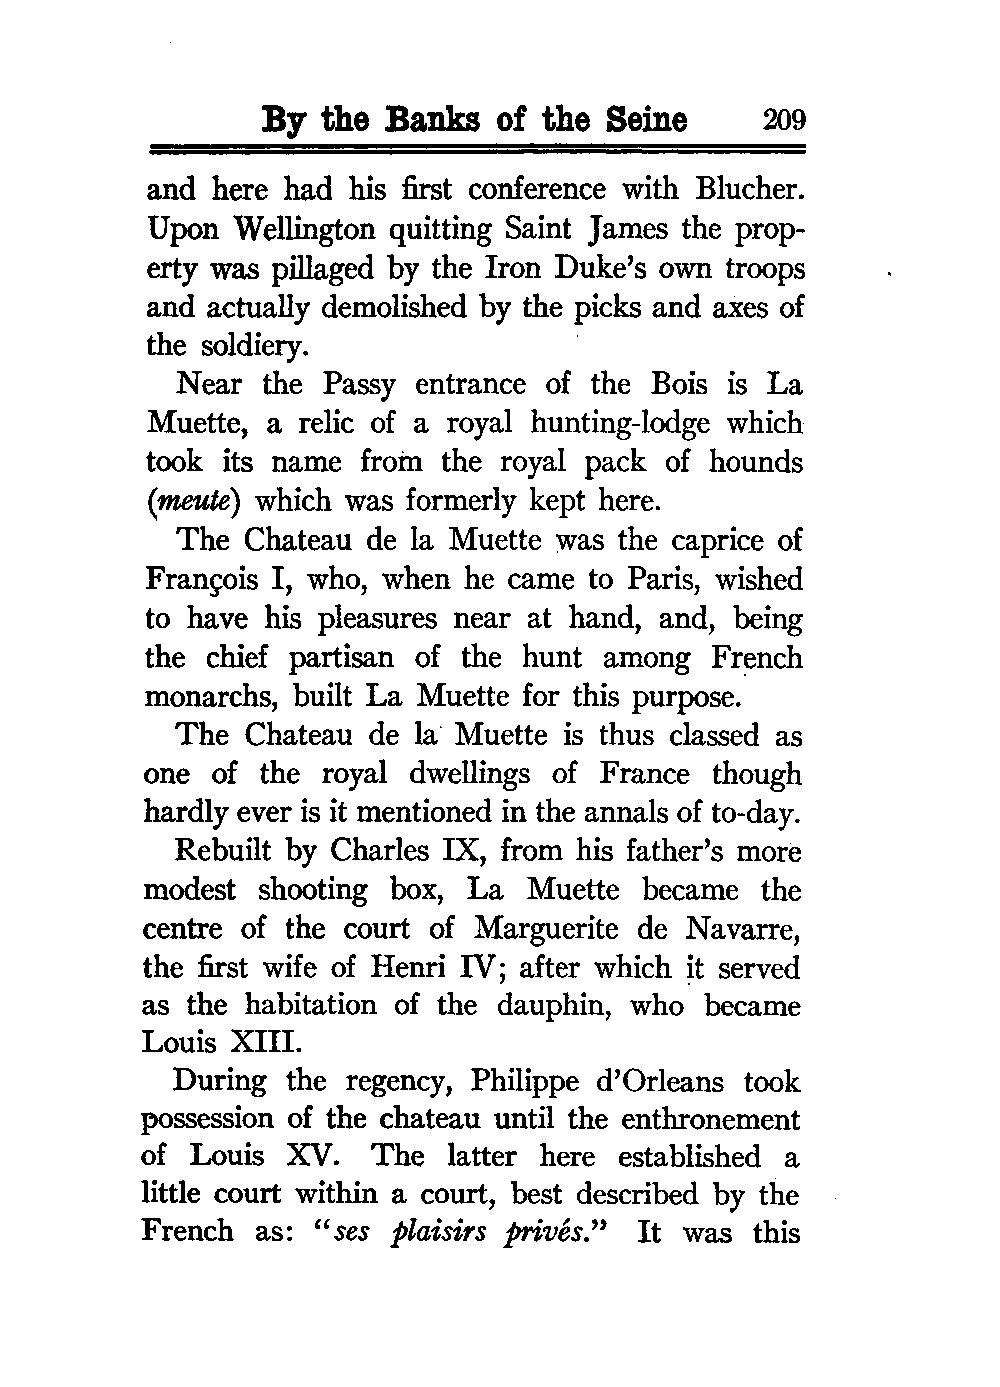 By the Banks of the Seine 209
and here had his first conference with Blucher.
Upon Wellington quitting Saint James the prop-
erty was pillaged by the Iron Duke's own troops
and actually demolished by the picks and axes of
the soldiery.
Near the Passy entrance of the Bois is La
Muette, a relic of a royal hunting-lodge which
took its name from the royal pack of hounds
(meute) which was formerly kept here.
The Chateau de la Muette was the caprice of
François I, who, when he came to Paris, wished
to have his pleasures near at hand, and, being
the chief partisan of the hunt among French
monarchs, built La Muette for this purpose.
The Chateau de la Muette is thus classed as
one of the royal dwellings of France though
hardly ever is it mentioned in the annals of to-day.
Rebuilt by Charles IX, from his father's more
modest shooting box, La Muette became the
centre of the court of Marguerite de Navarre,
the first wife of Henri IV; after which it served
as the habitation of the dauphin, who became
Louis XIII.
During the regency, Philippe d'Orleans took
possession of the chateau until the enthronement
of Louis XV. The latter here established a
little court within a court, best described by the
French as: "ses plaisirs privés." It was this